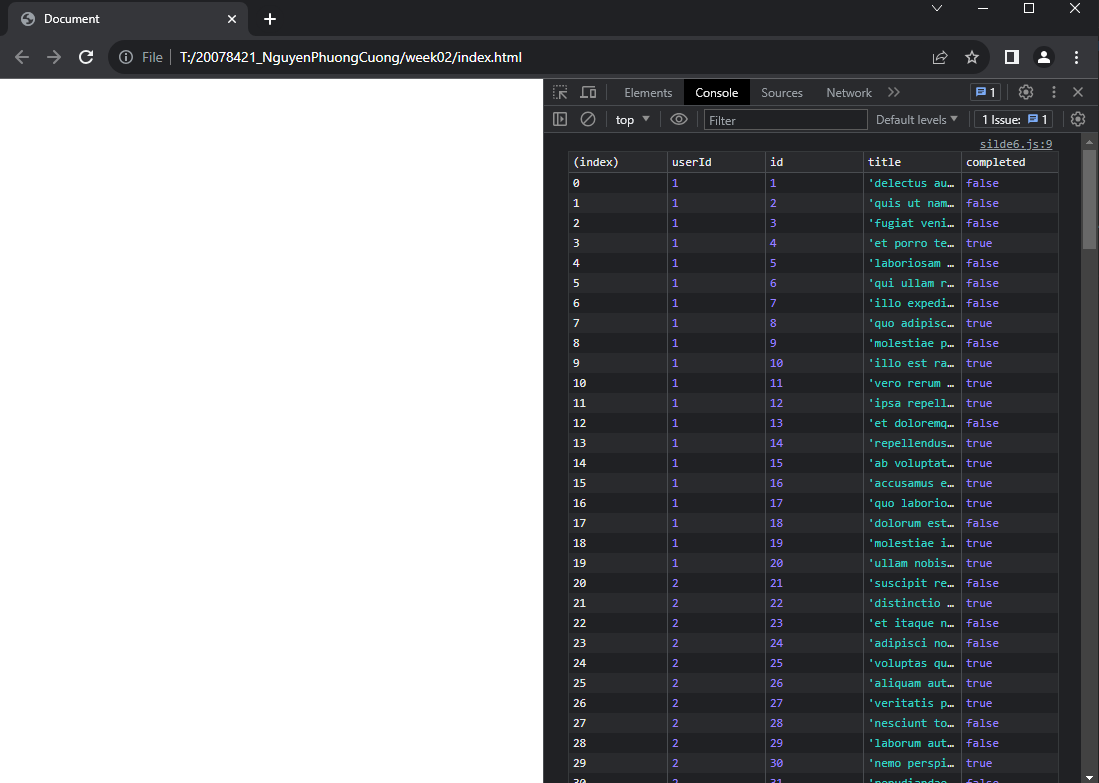 Document
File T:/20078421_NguyenPhuongCuong/week02/index.html
Elements Console Sources Network 1
top Filter Default levels 1 Issue: 1
silde6.js:9
(index) userId id title completed
0 1 1 'delectus au… false
1 1 2 'quis ut nam… false
2 1 3 'fugiat veni… false
3 1 4 'et porro te… true
4 1 5 'laboriosam … false
5 1 6 'qui ullam r… false
6 1 7 'illo expedi… false
7 1 8 'quo adipisc… true
8 1 9 'molestiae p… false
9 1 10 'illo est ra… true
10 1 11 'vero rerum … true
11 1 12 'ipsa repell… true
12 1 13 'et doloremq… false
13 1 14 'repellendus… true
14 1 15 'ab voluptat… true
15 1 16 'accusamus e… true
16 1 17 'quo laborio… true
17 1 18 'dolorum est… false
18 1 19 'molestiae i… true
19 1 20 'ullam nobis… true
20 2 21 'suscipit re… false
21 2 22 'distinctio … true
22 2 23 'et itaque n… false
23 2 24 'adipisci no… false
24 2 25 'voluptas qu… true
25 2 26 'aliquam aut… true
26 2 27 'veritatis p… true
27 2 28 'nesciunt to… false
28 2 29 'laborum aut… false
29 2 30 'nemo perspi… true
30 2 31 'repudiandae… false